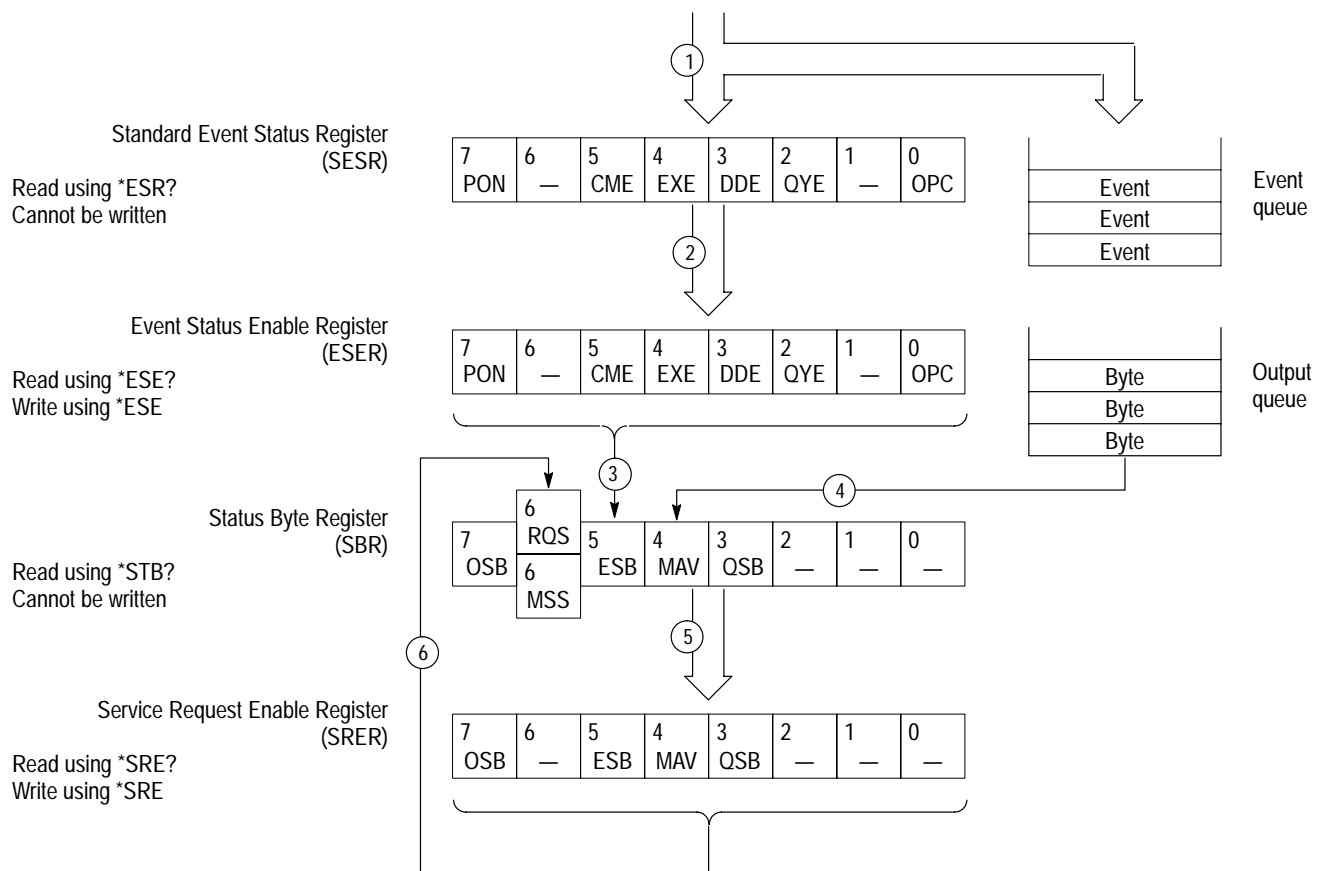 1
Standard Event Status Register
(SESR)
Read using *ESR?
Cannot be written
7 6 5 4 3 2 1 0
PON — CME EXE DDE QYE — OPC
Event
Event
Event
Event
queue
2
Event Status Enable Register
(ESER)
Read using *ESE?
Write using *ESE
7 6 5 4 3 2 1 0
PON — CME EXE DDE QYE — OPC
Byte
Byte
Byte
Output
queue
3
4
Status Byte Register
(SBR)
Read using *STB?
Cannot be written
6
RQS
7 5 4 3 2 1 0
OSB ESB MAV QSB — — —
6
MSS
5
6
Service Request Enable Register
(SRER)
Read using *SRE?
Write using *SRE
7 6 5 4 3 2 1 0
OSB — ESB MAV QSB — — —